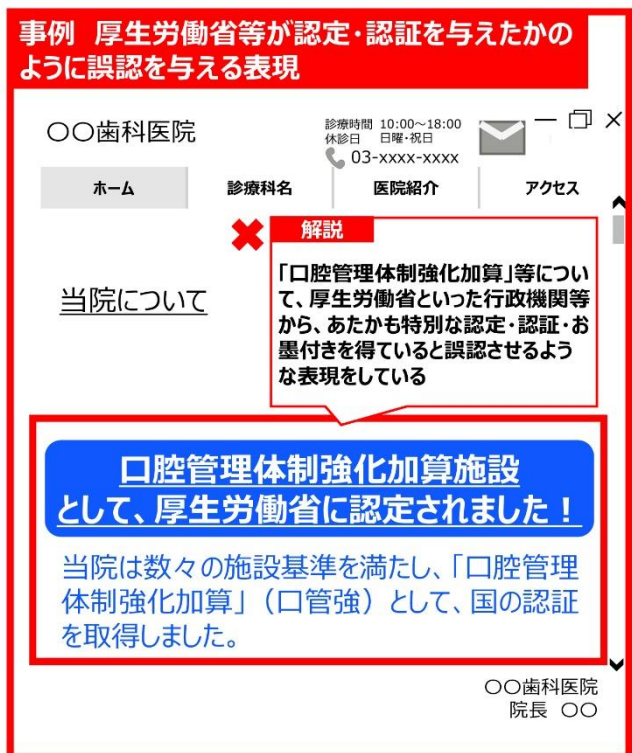 事例 厚生労働省等が認定・認証を与えたかの
ように誤認を与える表現
〇〇歯科医院
診療時間 10:00～18:00
休診日 日曜・祝日
03-xxxx-xxxx
ホーム 診療科名 医院紹介 アクセス
解説
「口腔管理体制強化加算」等につい
て、厚生労働省といった行政機関等
から、あたかも特別な認定・認証・お
墨付きを得ていると誤認させるよう
な表現をしている
当院について
口腔管理体制強化加算施設
として、厚生労働省に認定されました！
当院は数々の施設基準を満たし、「口腔管理
体制強化加算」（口管強）として、国の認証
を取得しました。
〇〇歯科医院
院長 〇〇